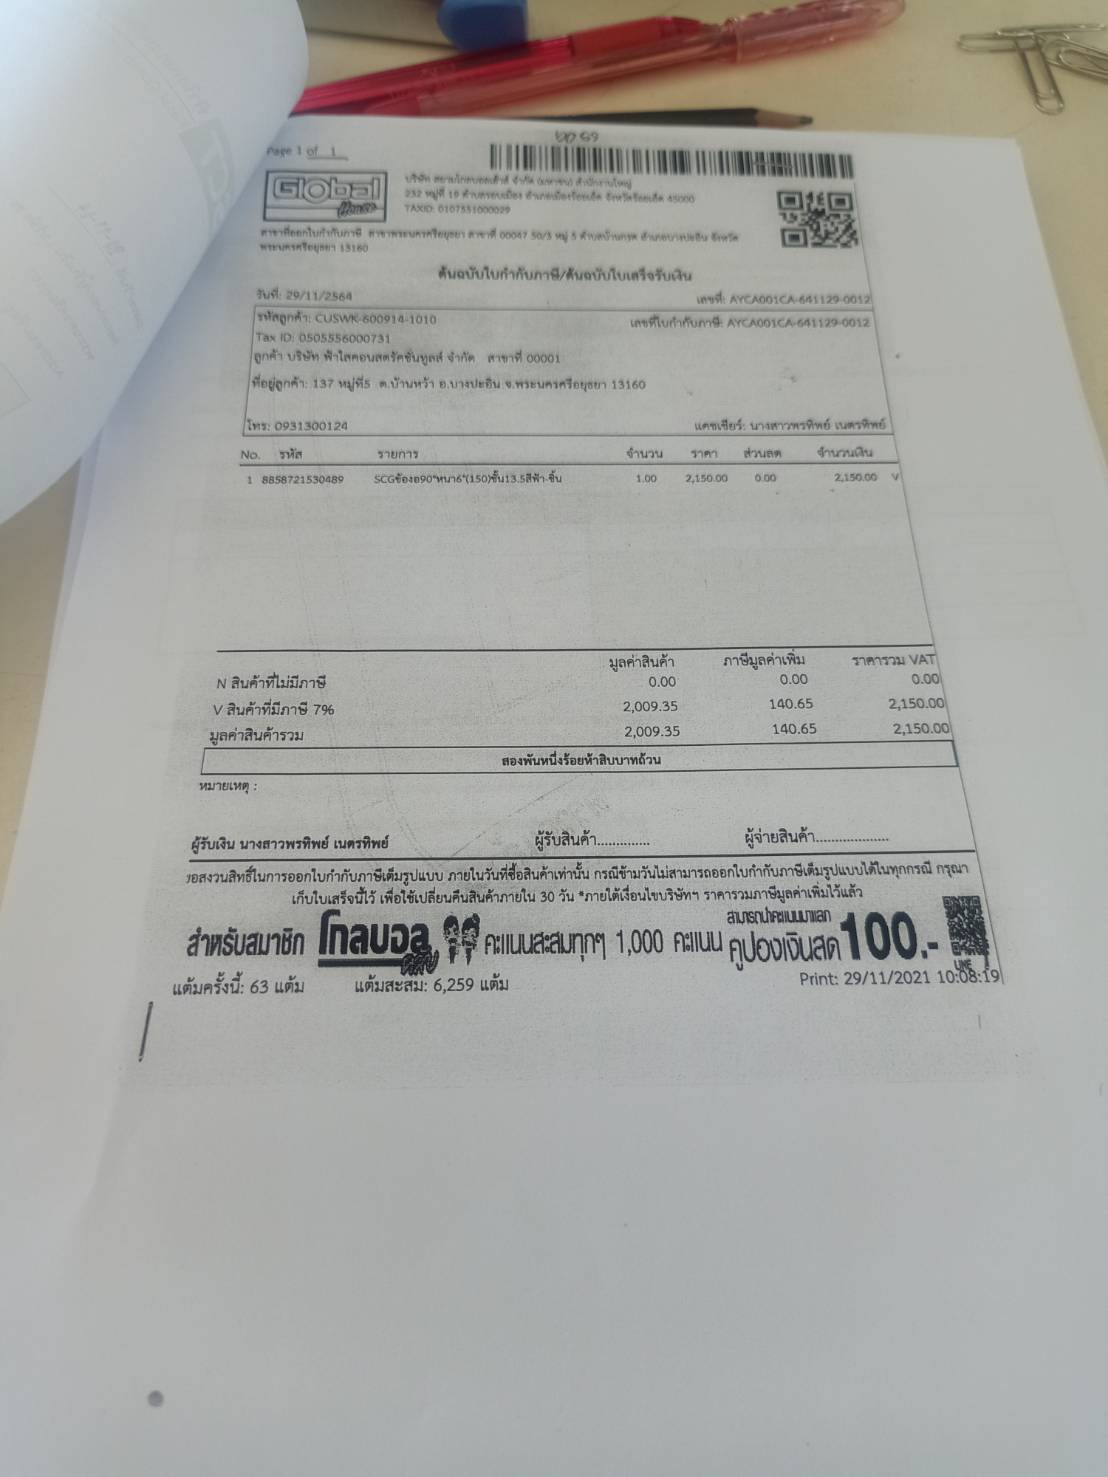 Page 1 of 1
Global
House
บริษัท สยามโกลบอลเฮ้าส์ จำกัด (มหาชน) สำนักงานใหญ่
232 หมู่ที่ 19 ตำบลรอบเมือง อำเภอเมืองร้อยเอ็ด จังหวัดร้อยเอ็ด 45000
TAXID: 0107551000029
สาขาที่ออกใบกำกับภาษี สาขาพระนครศรีอยุธยา สาขาที่ 00047 50/3 หมู่ 5 ตำบลบ้านกรด อำเภอบางปะอิน จังหวัด
พระนครศรีอยุธยา 13160
ต้นฉบับใบกำกับภาษี/ต้นฉบับใบเสร็จรับเงิน
วันที่: 29/11/2564 เลขที่: AYCA001CA-641129-0012
รหัสลูกค้า: CUSWK-600914-1010 เลขที่ใบกำกับภาษี: AYCA001CA-641129-0012
Tax ID: 0505556000731
ลูกค้า บริษัท ฟ้าใสคอนสตรัคชั่นทูลส์ จำกัด สาขาที่ 00001
ที่อยู่ลูกค้า: 137 หมู่ที่5 ต.บ้านหว้า อ.บางปะอิน จ.พระนครศรีอยุธยา 13160
โทร: 0931300124 แคชเชียร์: นางสาวพรทิพย์ เนตรทิพย์
No. รหัส รายการ จำนวน ราคา ส่วนลด จำนวนเงิน
1 8858721530489 SCGข้องอ90°หนา6"(150)ชั้น13.5สีฟ้า-ชิ้น 1.00 2,150.00 0.00 2,150.00 V
มูลค่าสินค้า ภาษีมูลค่าเพิ่ม ราคารวม VAT
N สินค้าที่ไม่มีภาษี 0.00 0.00 0.00
V สินค้าที่มีภาษี 7% 2,009.35 140.65 2,150.00
มูลค่าสินค้ารวม 2,009.35 140.65 2,150.00
สองพันหนึ่งร้อยห้าสิบบาทถ้วน
หมายเหตุ :
ผู้รับเงิน นางสาวพรทิพย์ เนตรทิพย์ ผู้รับสินค้า.............. ผู้จ่ายสินค้า...................
ขอสงวนสิทธิ์ในการออกใบกำกับภาษีเต็มรูปแบบ ภายในวันที่ซื้อสินค้าเท่านั้น กรณีข้ามวันไม่สามารถออกใบกำกับภาษีเต็มรูปแบบได้ในทุกกรณี กรุณา
เก็บใบเสร็จนี้ไว้ เพื่อใช้เปลี่ยนคืนสินค้าภายใน 30 วัน *ภายใต้เงื่อนไขบริษัทฯ ราคารวมภาษีมูลค่าเพิ่มไว้แล้ว
สำหรับสมาชิก โกลบอล คลับ คะแนนสะสมทุกๆ 1,000 คะแนน สามารถนำคะแนนมาแลก คูปองเงินสด 100.-
LINE
แต้มครั้งนี้: 63 แต้ม แต้มสะสม: 6,259 แต้ม Print: 29/11/2021 10:08:19